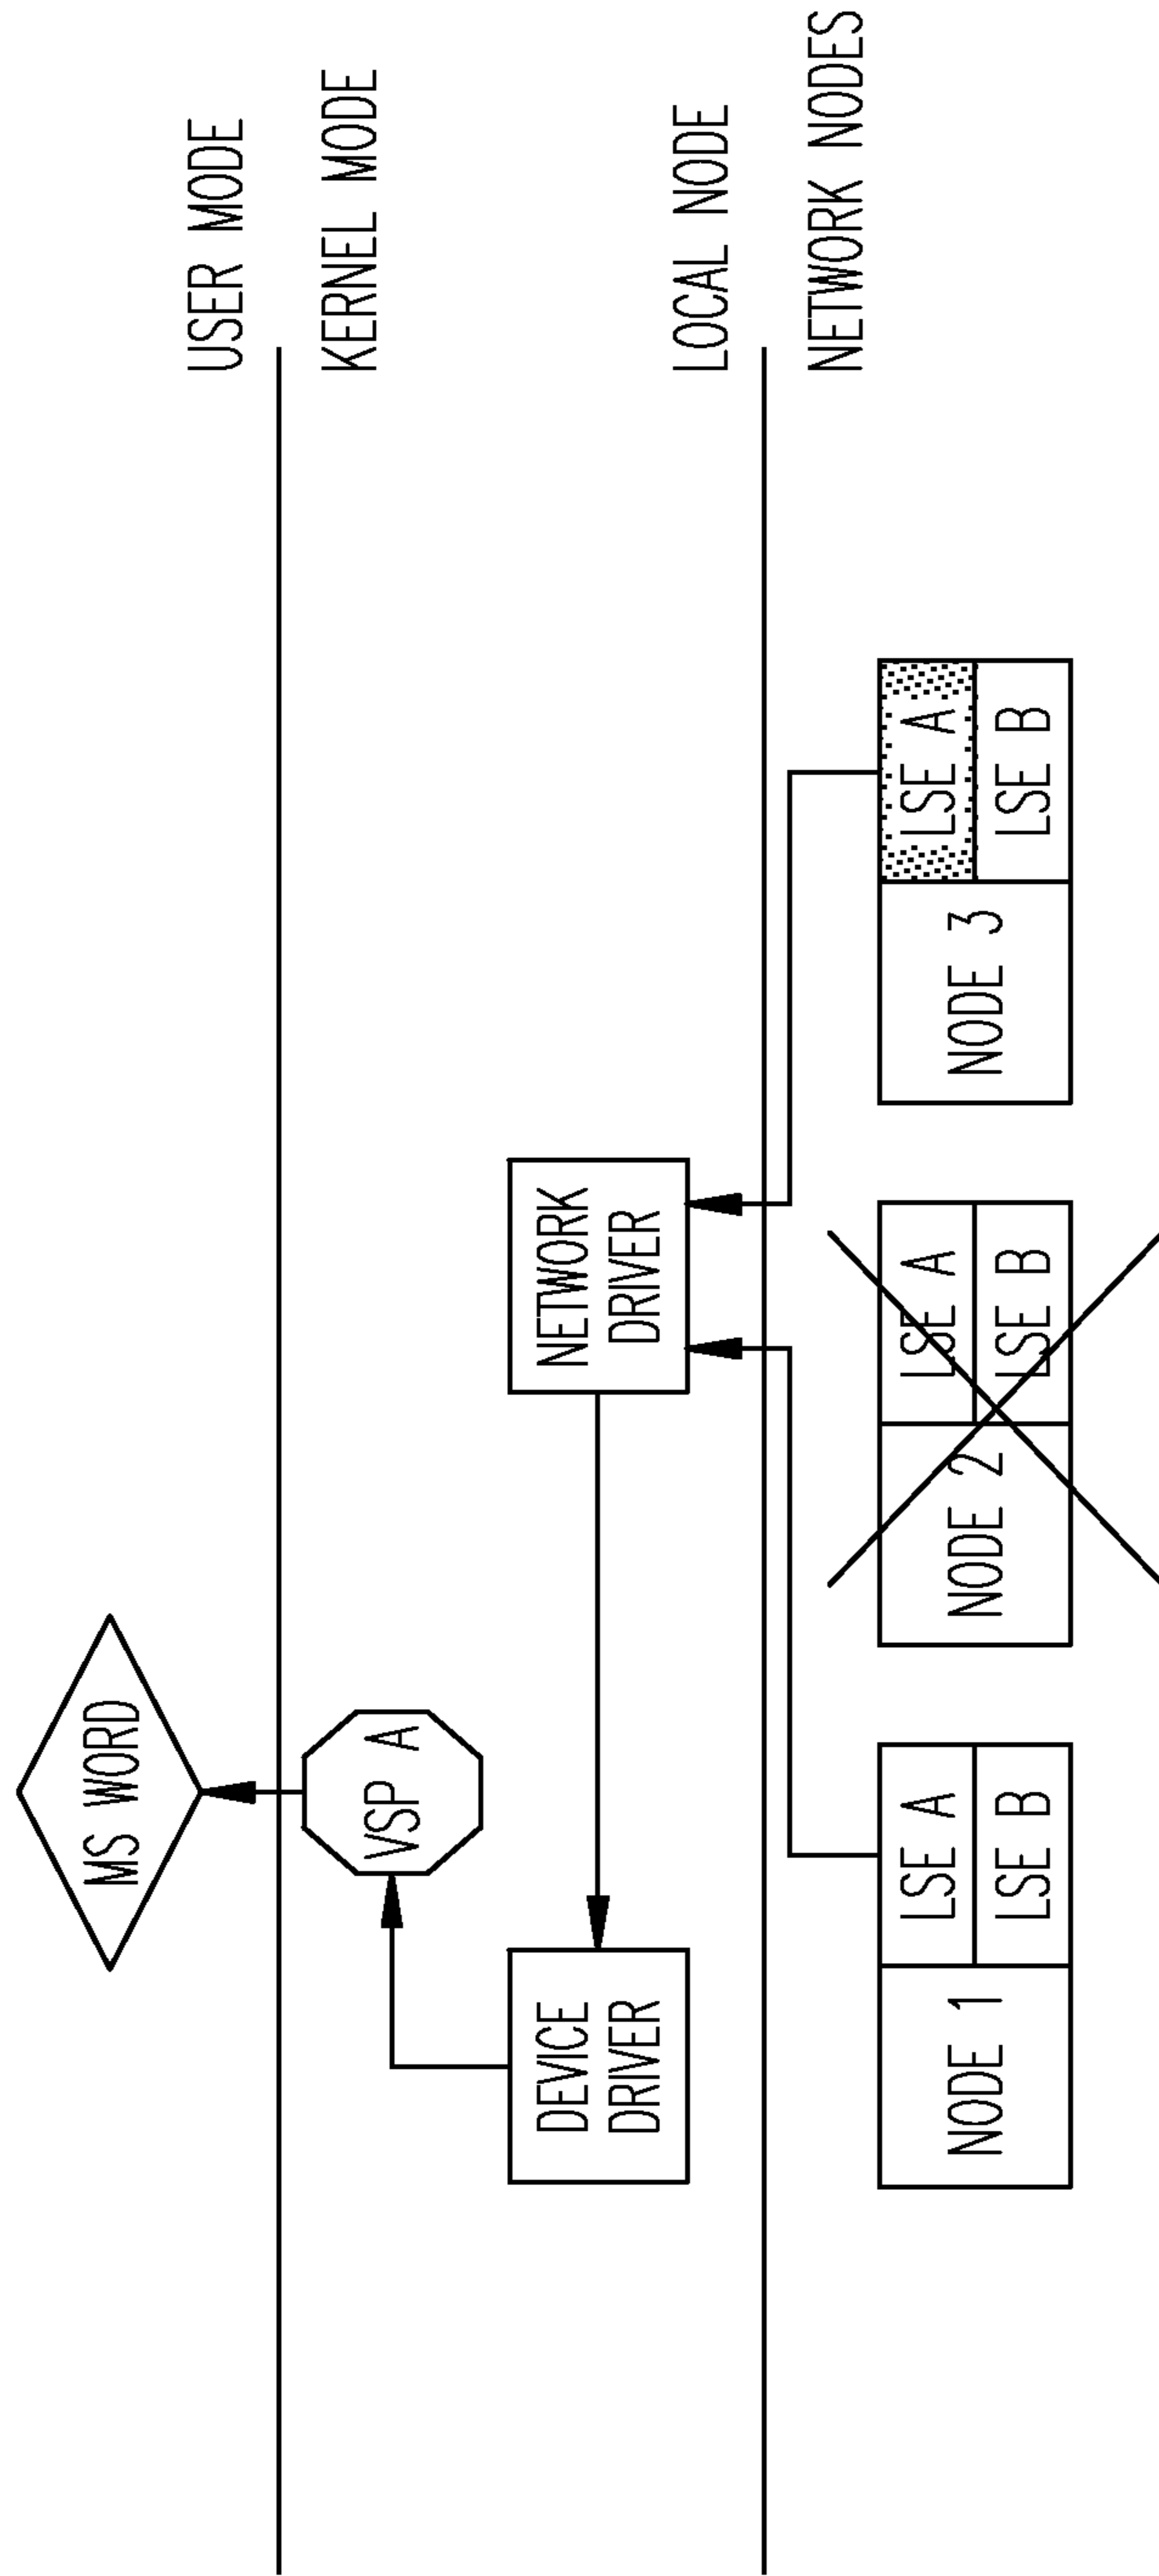 MS WORD
USER MODE
KERNEL MODE
VSP A
DEVICE
DRIVER
NETWORK
DRIVER
LOCAL NODE
NETWORK NODES
NODE 1
LSE A
LSE B
NODE 2
LSE A
LSE B
NODE 3
LSE A
LSE B